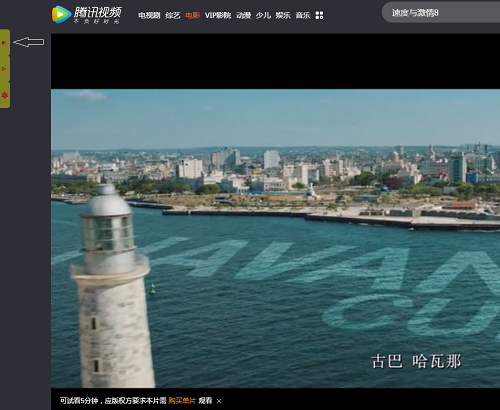 腾讯视频
不负好时光
电视剧 综艺 电影 VIP影院 动漫 少儿 娱乐 音乐
速度与激情8
HAVANA
CU
古巴 哈瓦那
可试看5分钟，应版权方要求本片需 购买单片 观看 ×